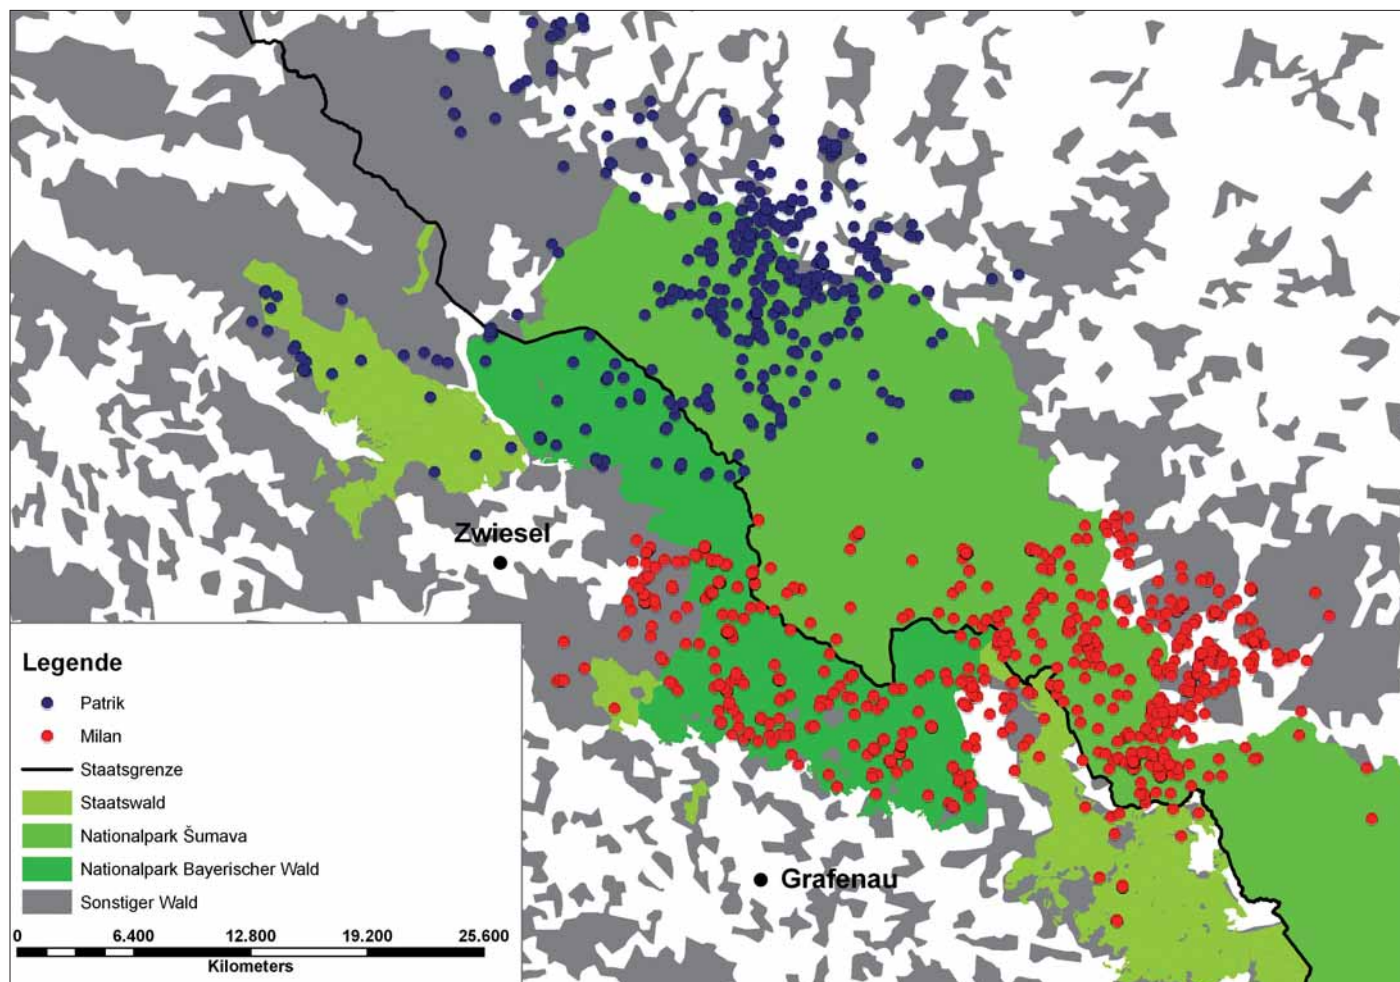 Zwiesel
Legende
Patrik
Milan
Staatsgrenze
Staatswald
Nationalpark Šumava
Nationalpark Bayerischer Wald
Sonstiger Wald
0 6.400 12.800 19.200 25.600
Kilometers
Grafenau